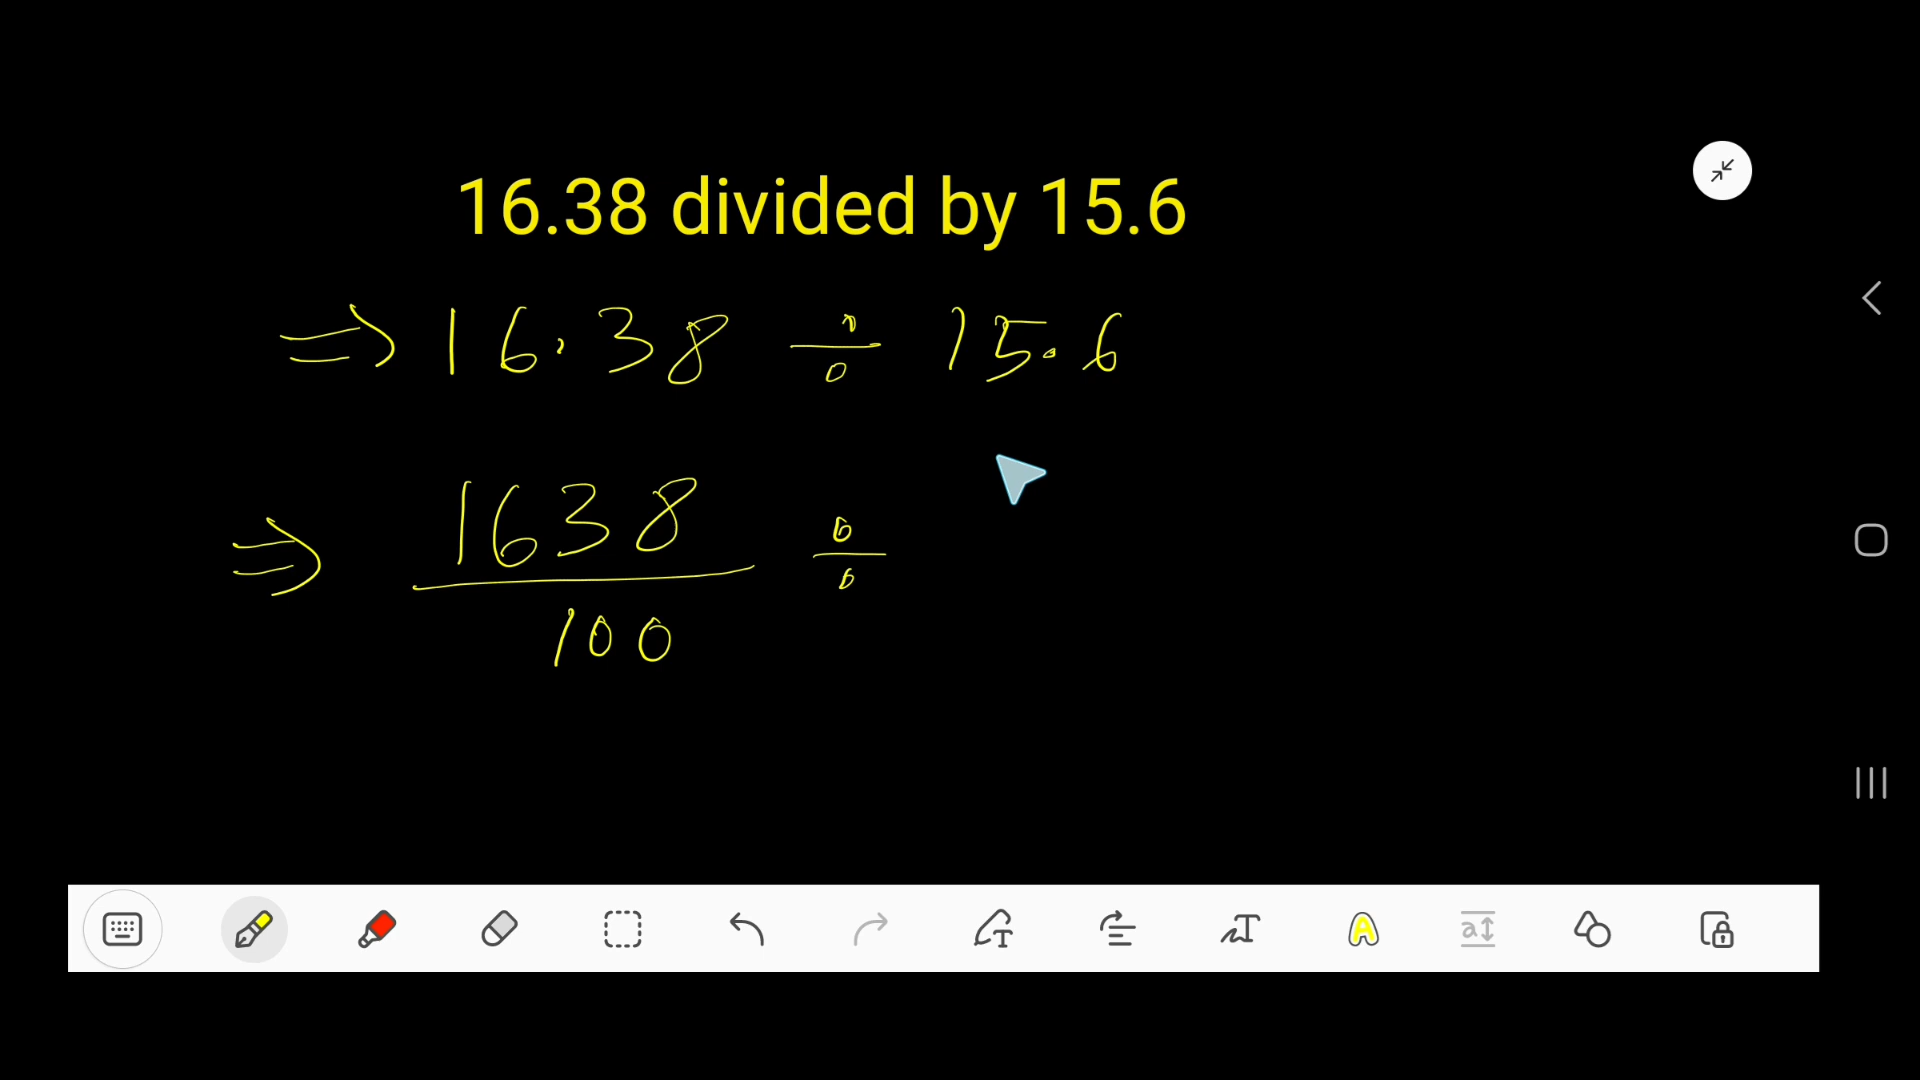 16.38 divided by 15.6
⇒ 16.38 ÷ 15.6
⇒ 1638 ÷
100